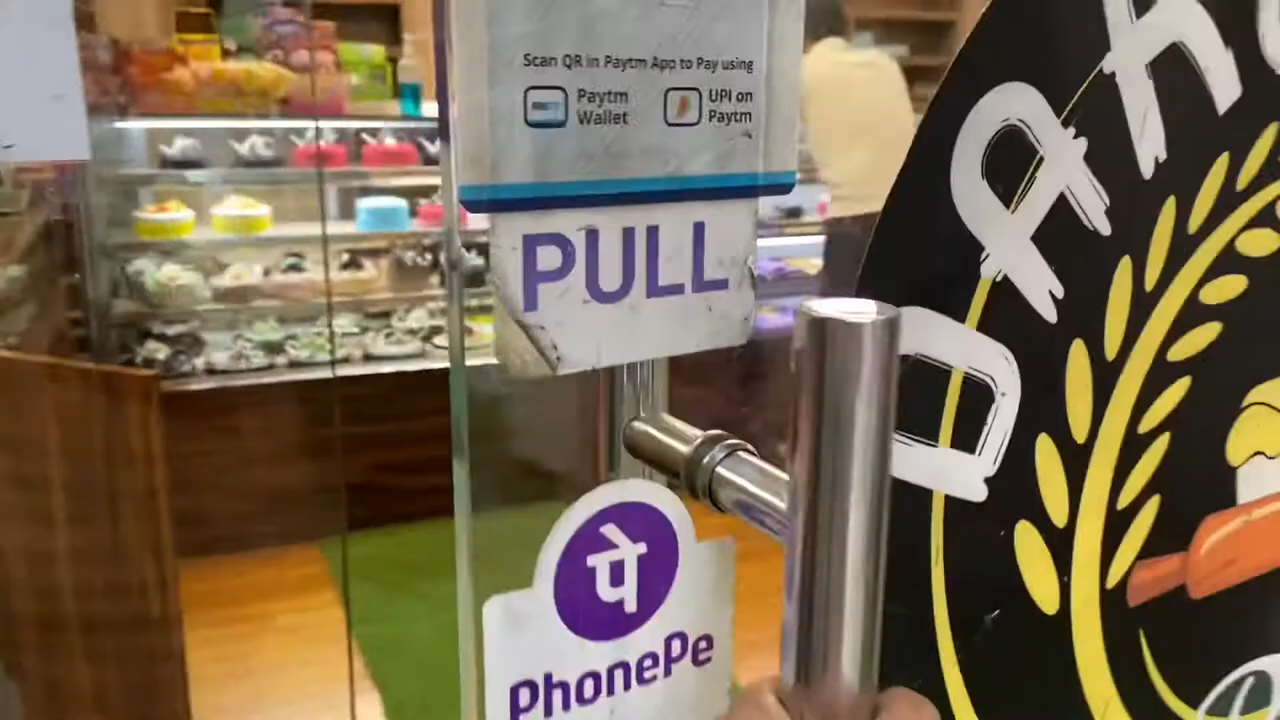 Scan QR in Paytm App to Pay using
Paytm
Wallet
UPI on
Paytm
PULL
पे
PhonePe